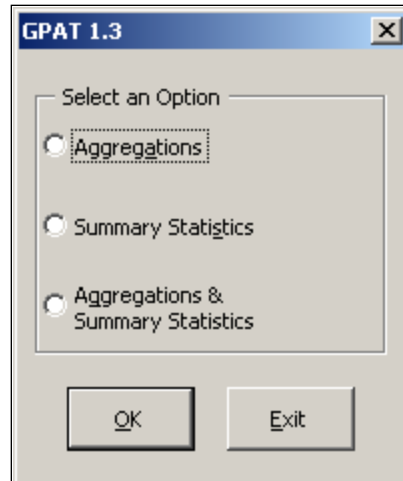 GPAT 1.3
Select an Option
Aggregations
Summary Statistics
Aggregations &
Summary Statistics
OK
Exit